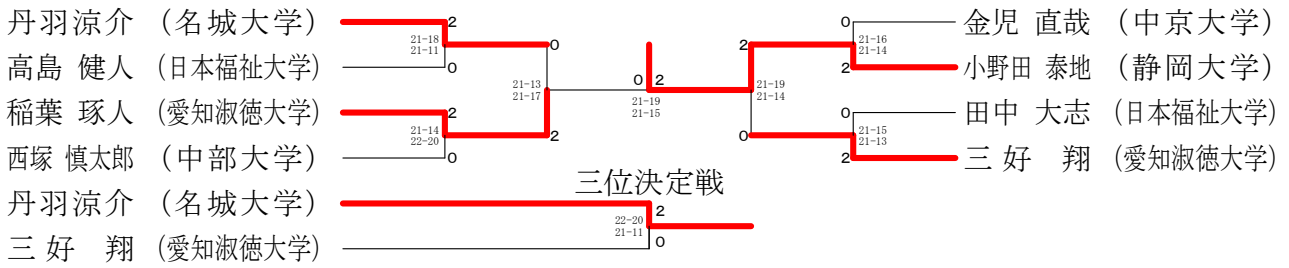 丹羽涼介 （名城大学）
高島 健人 （日本福祉大学）
稲葉 琢人 （愛知淑徳大学）
西塚 慎太郎 （中部大学）
2
21-18
21-11
0
2
21-14
22-20
0
0
21-13
21-17
2
0 2
21-19
21-15
2
21-19
21-14
0
0
21-16
21-14
2
0
21-15
21-13
2
金児 直哉 （中京大学）
小野田 泰地 （静岡大学）
田中 大志 （日本福祉大学）
三好 翔 （愛知淑徳大学）
三位決定戦
丹羽涼介 （名城大学）
三好 翔 （愛知淑徳大学）
2
22-20
21-11
0